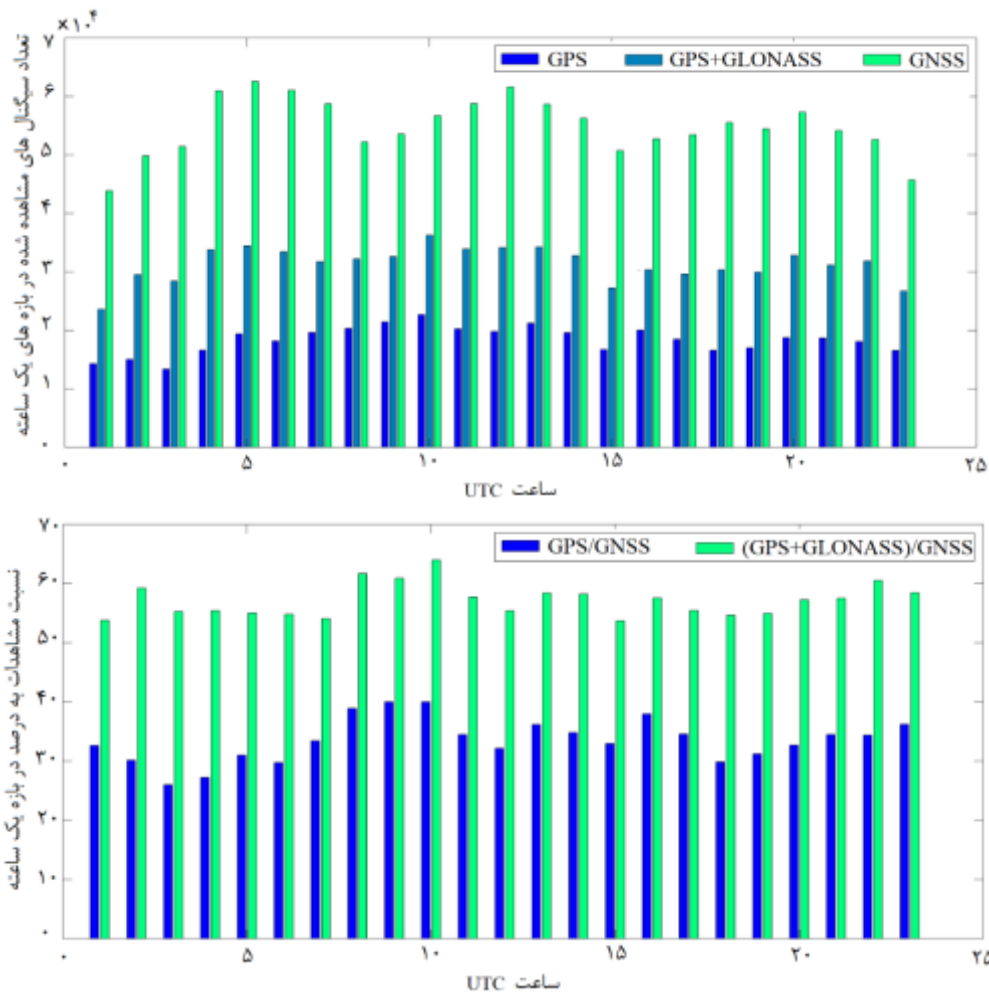 ×۱۰^۴
GPS GPS+GLONASS GNSS
تعداد سیگنال های مشاهده شده در بازه های یک ساعته
۷
۶
۵
۴
۳
۲
۱
۰
۰ ۵ ۱۰ ۱۵ ۲۰ ۲۵
ساعت UTC
GPS/GNSS (GPS+GLONASS)/GNSS
نسبت مشاهدات به درصد در بازه یک ساعته
۷۰
۶۰
۵۰
۴۰
۳۰
۲۰
۱۰
۰
۰ ۵ ۱۰ ۱۵ ۲۰ ۲۵
ساعت UTC